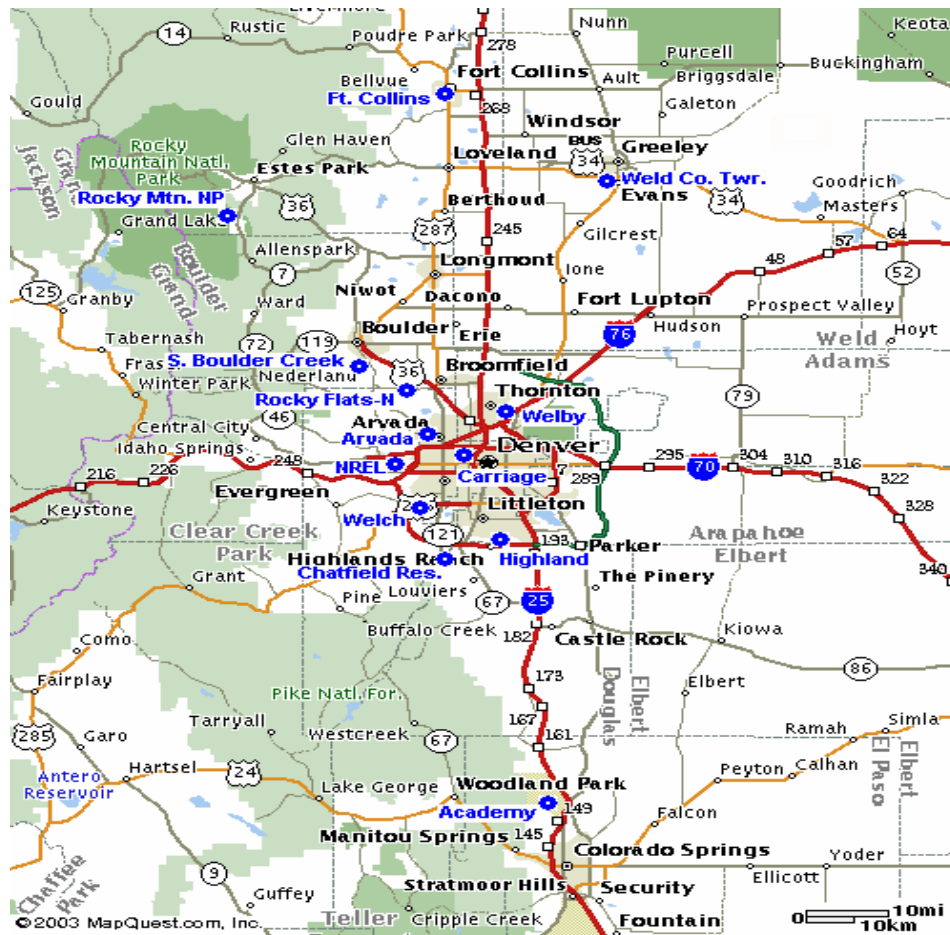 Livermore
Rustic
14
Poudre Park
278
Nunn
Keota
Purcell
Buckingham
Bellvue
Fort Collins
Ault
Briggsdale
Ft. Collins
Gould
268
Galeton
Windsor
Glen Haven
BUS
34
Greeley
Rocky
Mountain Natl.
Park
Loveland
Estes Park
Jackson
Grand
Weld Co. Twr.
Evans
Goodrich
Rocky Mtn. NP
36
Berthoud
34
Masters
Grand Lake
287
245
Gilcrest
57
64
Boulder
Grand
Allenspark
Longmont
48
7
Ione
52
125
Niwot
Dacono
Fort Lupton
Granby
Ward
Prospect Valley
Boulder
Erie
76
Hudson
Hoyt
Tabernash
72
119
Weld
Adams
Fras
S. Boulder Creek
36
Broomfield
Winter Park
Nederland
Rocky Flats-N
Thornton
79
46
Arvada
Welby
Central City
Arvada
Denver
Idaho Springs
248
NREL
7
295
70
304
310
316
216
226
Carriage
289
322
Evergreen
Littleton
328
Keystone
Welch
Clear Creek
Park
121
193
Arapahoe
Elbert
Highlands Ranch
Highland
Parker
340
Chatfield Res.
Grant
The Pinery
Louviers
Pine
67
25
Buffalo Creek
182
Castle Rock
Kiowa
Como
86
Fairplay
173
Elbert
Pike Natl.For.
Douglas
Elbert
Tarryall
167
Simla
285
Garo
Westcreek
67
161
Ramah
El Paso
Elbert
Hartsel
24
Peyton
Calhan
Antero
Reservoir
Lake George
Woodland Park
Academy
149
Falcon
Manitou Springs
145
Colorado Springs
Yoder
Chaffee
Park
9
Ellicott
Guffey
Stratmoor Hills
Security
Teller
Cripple Creek
Fountain
0
10mi
10km
©2003 MapQuest.com, Inc.